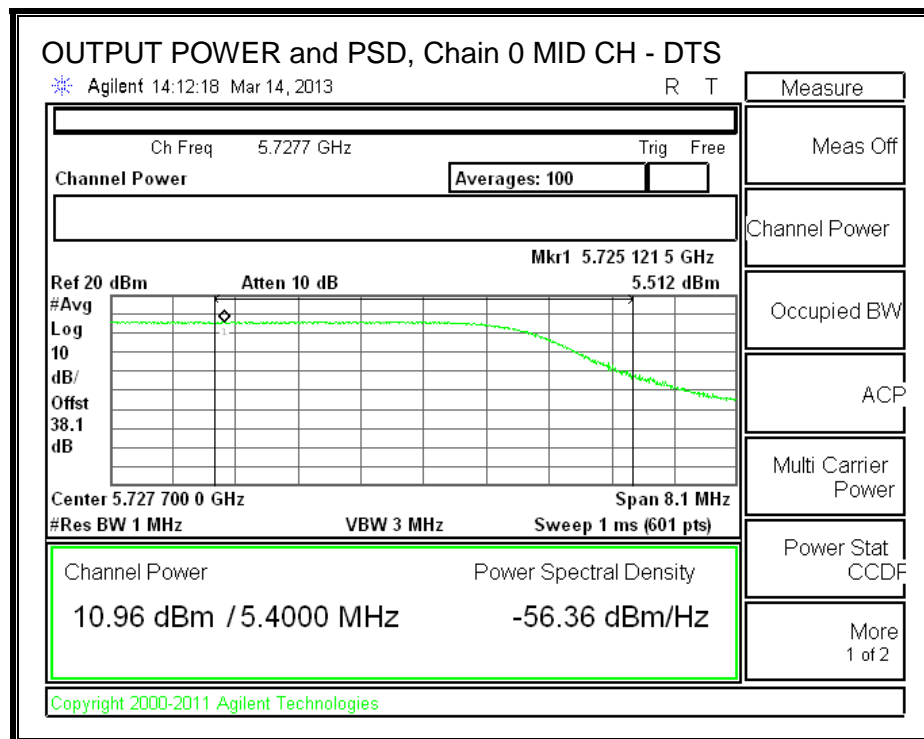 OUTPUT POWER and PSD, Chain 0 MID CH - DTS
Agilent 14:12:18 Mar 14, 2013 R T
Measure
Ch Freq 5.7277 GHz Trig Free
Meas Off
Channel Power Averages: 100
Channel Power
Mkr1 5.725 121 5 GHz
Ref 20 dBm Atten 10 dB 5.512 dBm
#Avg
Log
10
dB/
Offst
38.1
dB
1
Occupied BW
ACP
Center 5.727 700 0 GHz Span 8.1 MHz
#Res BW 1 MHz VBW 3 MHz Sweep 1 ms (601 pts)
Multi Carrier
Power
Channel Power Power Spectral Density
10.96 dBm / 5.4000 MHz -56.36 dBm/Hz
Power Stat
CCDF
More
1 of 2
Copyright 2000-2011 Agilent Technologies